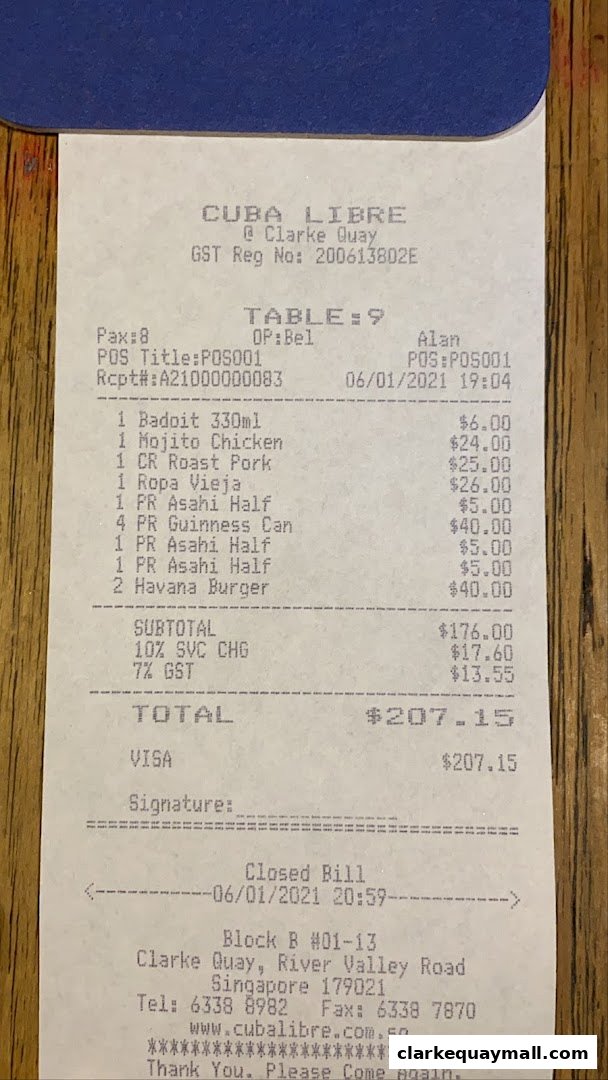 CUBA LIBRE
@ Clarke Quay
GST Reg No: 200613802E
TABLE:9
Pax:8 OP:Bel Alan
POS Title:POS001 POS:POS001
Rcpt#:A21000000083 06/01/2021 19:04
1 Badoit 330ml $6.00
1 Mojito Chicken $24.00
1 CR Roast Pork $25.00
1 Ropa Vieja $26.00
1 PR Asahi Half $5.00
4 PR Guinness Can $40.00
1 PR Asahi Half $5.00
1 PR Asahi Half $5.00
2 Havana Burger $40.00
SUBTOTAL $176.00
10% SVC CHG $17.60
7% GST $13.55
TOTAL $207.15
VISA $207.15
Signature:
Closed Bill
<-----------06/01/2021 20:59----------->
Block B #01-13
Clarke Quay, River Valley Road
Singapore 179021
Tel: 6338 8982 Fax: 6338 7870
www.cubalibre.com.sg
************************
clarkequaymall.com
Thank You. Please Come Again.